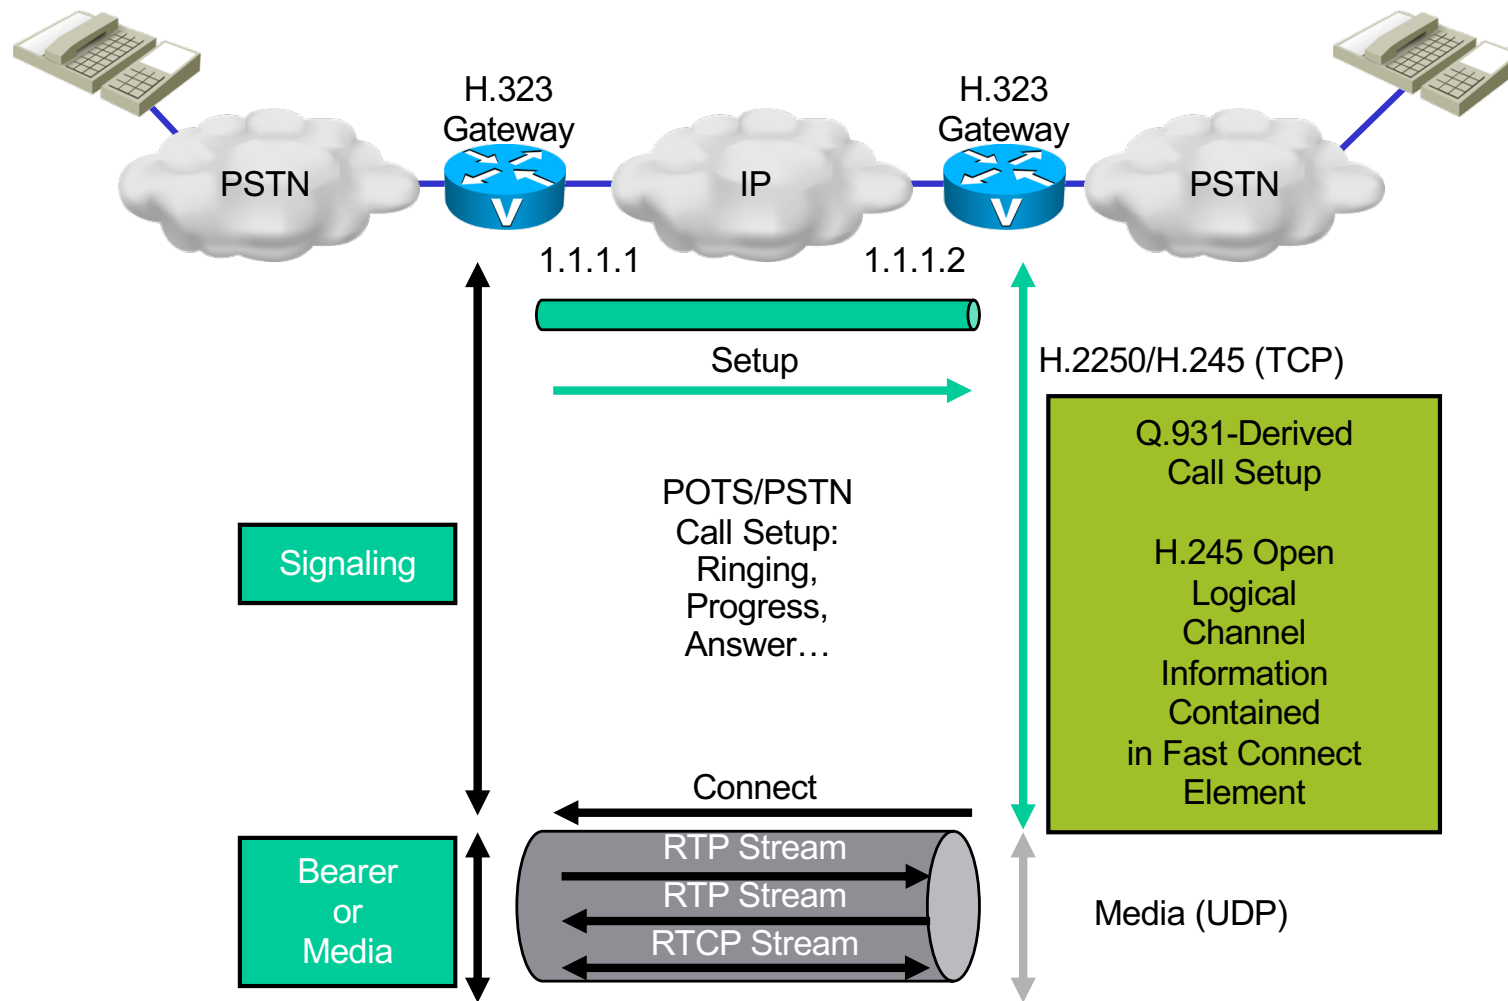 H.323
Gateway
H.323
Gateway
PSTN
IP
PSTN
V
V
1.1.1.1
1.1.1.2
Setup
H.2250/H.245 (TCP)
Q.931-Derived
Call Setup
H.245 Open
Logical
Channel
Information
Contained
in Fast Connect
Element
POTS/PSTN
Call Setup:
Ringing,
Progress,
Answer…
Signaling
Connect
RTP Stream
RTP Stream
RTCP Stream
Bearer
or
Media
Media (UDP)